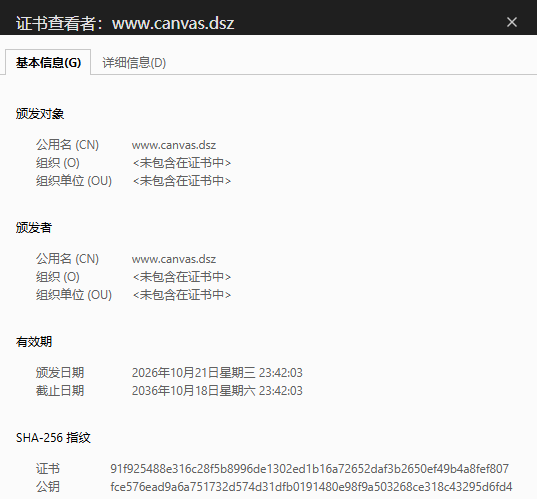 证书查看者：www.canvas.dsz
基本信息(G) 详细信息(D)
颁发对象
公用名 (CN) www.canvas.dsz
组织 (O) <未包含在证书中>
组织单位 (OU) <未包含在证书中>
颁发者
公用名 (CN) www.canvas.dsz
组织 (O) <未包含在证书中>
组织单位 (OU) <未包含在证书中>
有效期
颁发日期 2026年10月21日星期三 23:42:03
截止日期 2036年10月18日星期六 23:42:03
SHA-256 指纹
证书 91f925488e316c28f5b8996de1302ed1b16a72652daf3b2650ef49b4a8fef807
公钥 fce576ead9a6a751732d574d31dfb0191480e98f9a503268ce318c43295d6fd4